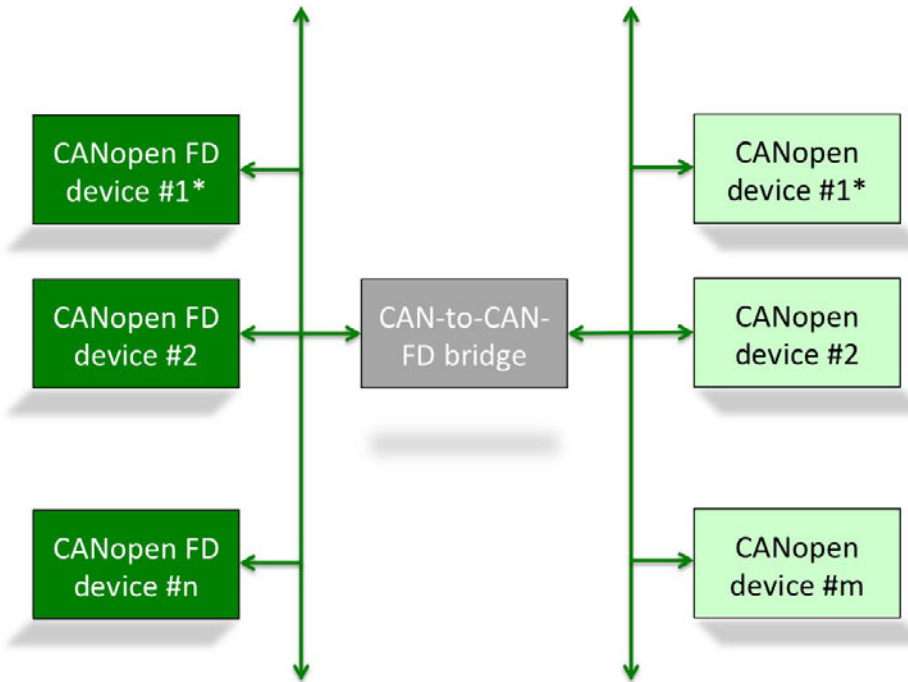 CANopen FD
device #1*
CANopen
device #1*
CANopen FD
device #2
CAN-to-CAN-
FD bridge
CANopen
device #2
CANopen FD
device #n
CANopen
device #m